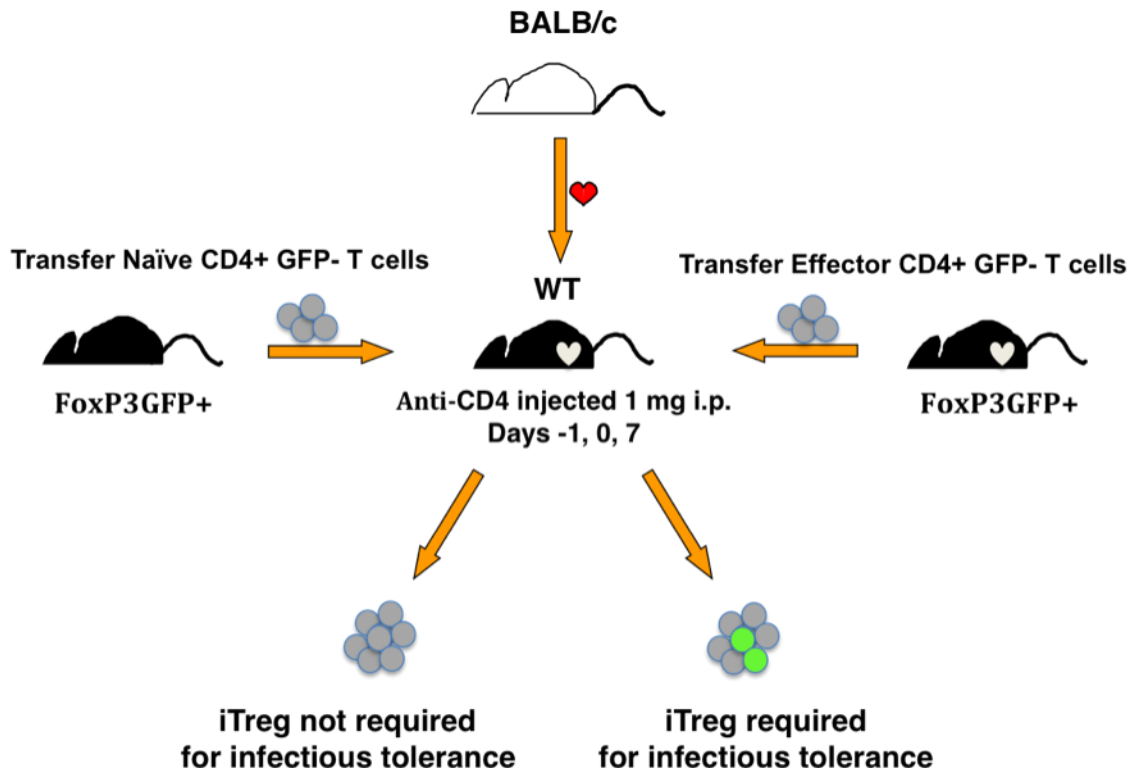 BALB/c
Transfer Naïve CD4+ GFP- T cells
Transfer Effector CD4+ GFP- T cells
WT
FoxP3GFP+
Anti-CD4 injected 1 mg i.p.
Days -1, 0, 7
FoxP3GFP+
iTreg not required
for infectious tolerance
iTreg required
for infectious tolerance